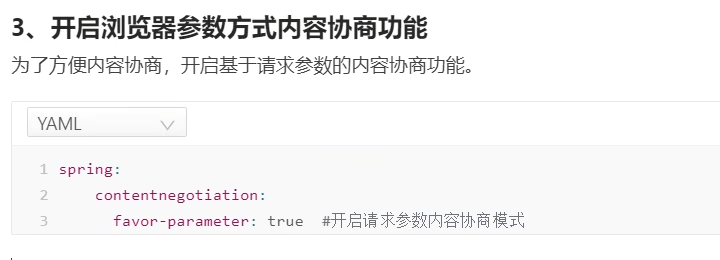 3、开启浏览器参数方式内容协商功能
为了方便内容协商，开启基于请求参数的内容协商功能。
YAML
1 spring:
2     contentnegotiation:
3       favor-parameter: true  #开启请求参数内容协商模式